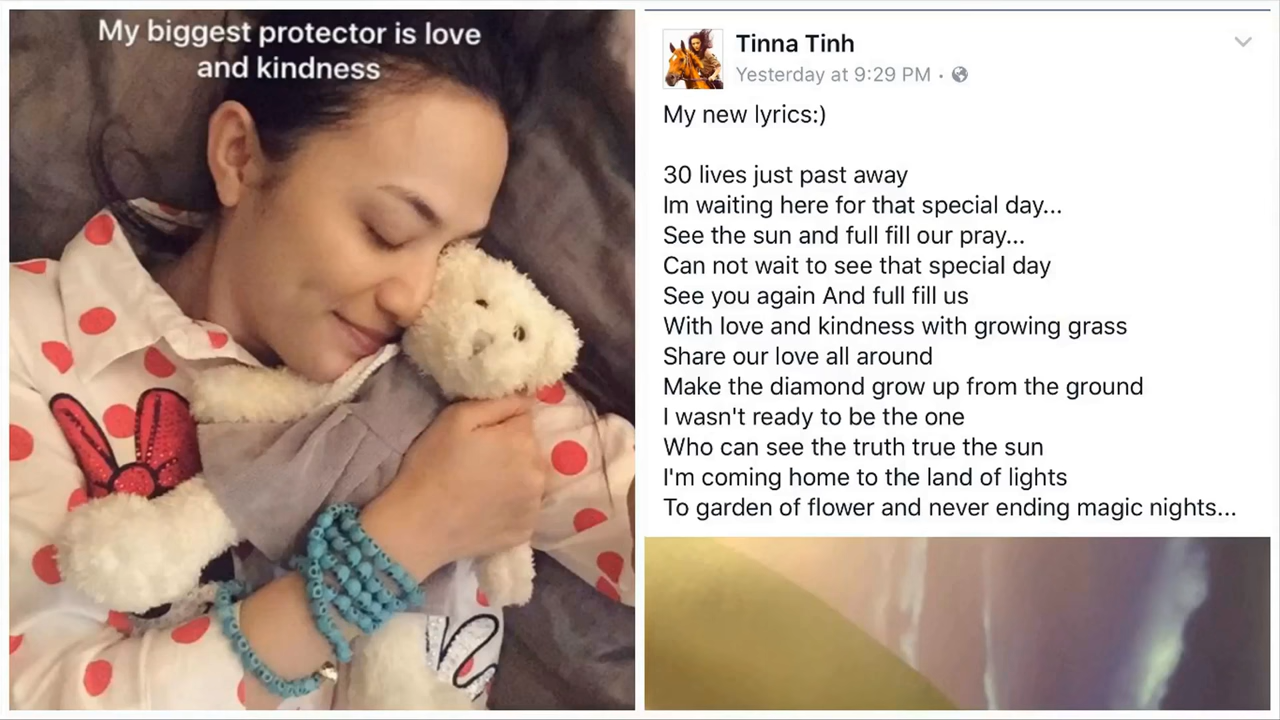 My biggest protector is love
and kindness
Tinna Tinh
Yesterday at 9:29 PM ·
My new lyrics:)
30 lives just past away
Im waiting here for that special day...
See the sun and full fill our pray...
Can not wait to see that special day
See you again And full fill us
With love and kindness with growing grass
Share our love all around
Make the diamond grow up from the ground
I wasn't ready to be the one
Who can see the truth true the sun
I'm coming home to the land of lights
To garden of flower and never ending magic nights...